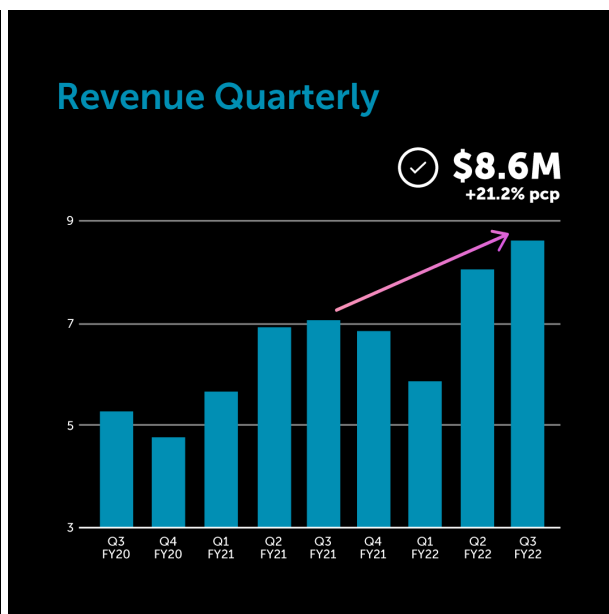 Revenue Quarterly
$8.6M
+21.2% pcp
9
7
5
3
Q3 Q4 Q1 Q2 Q3 Q4 Q1 Q2 Q3
FY20 FY20 FY21 FY21 FY21 FY21 FY22 FY22 FY22